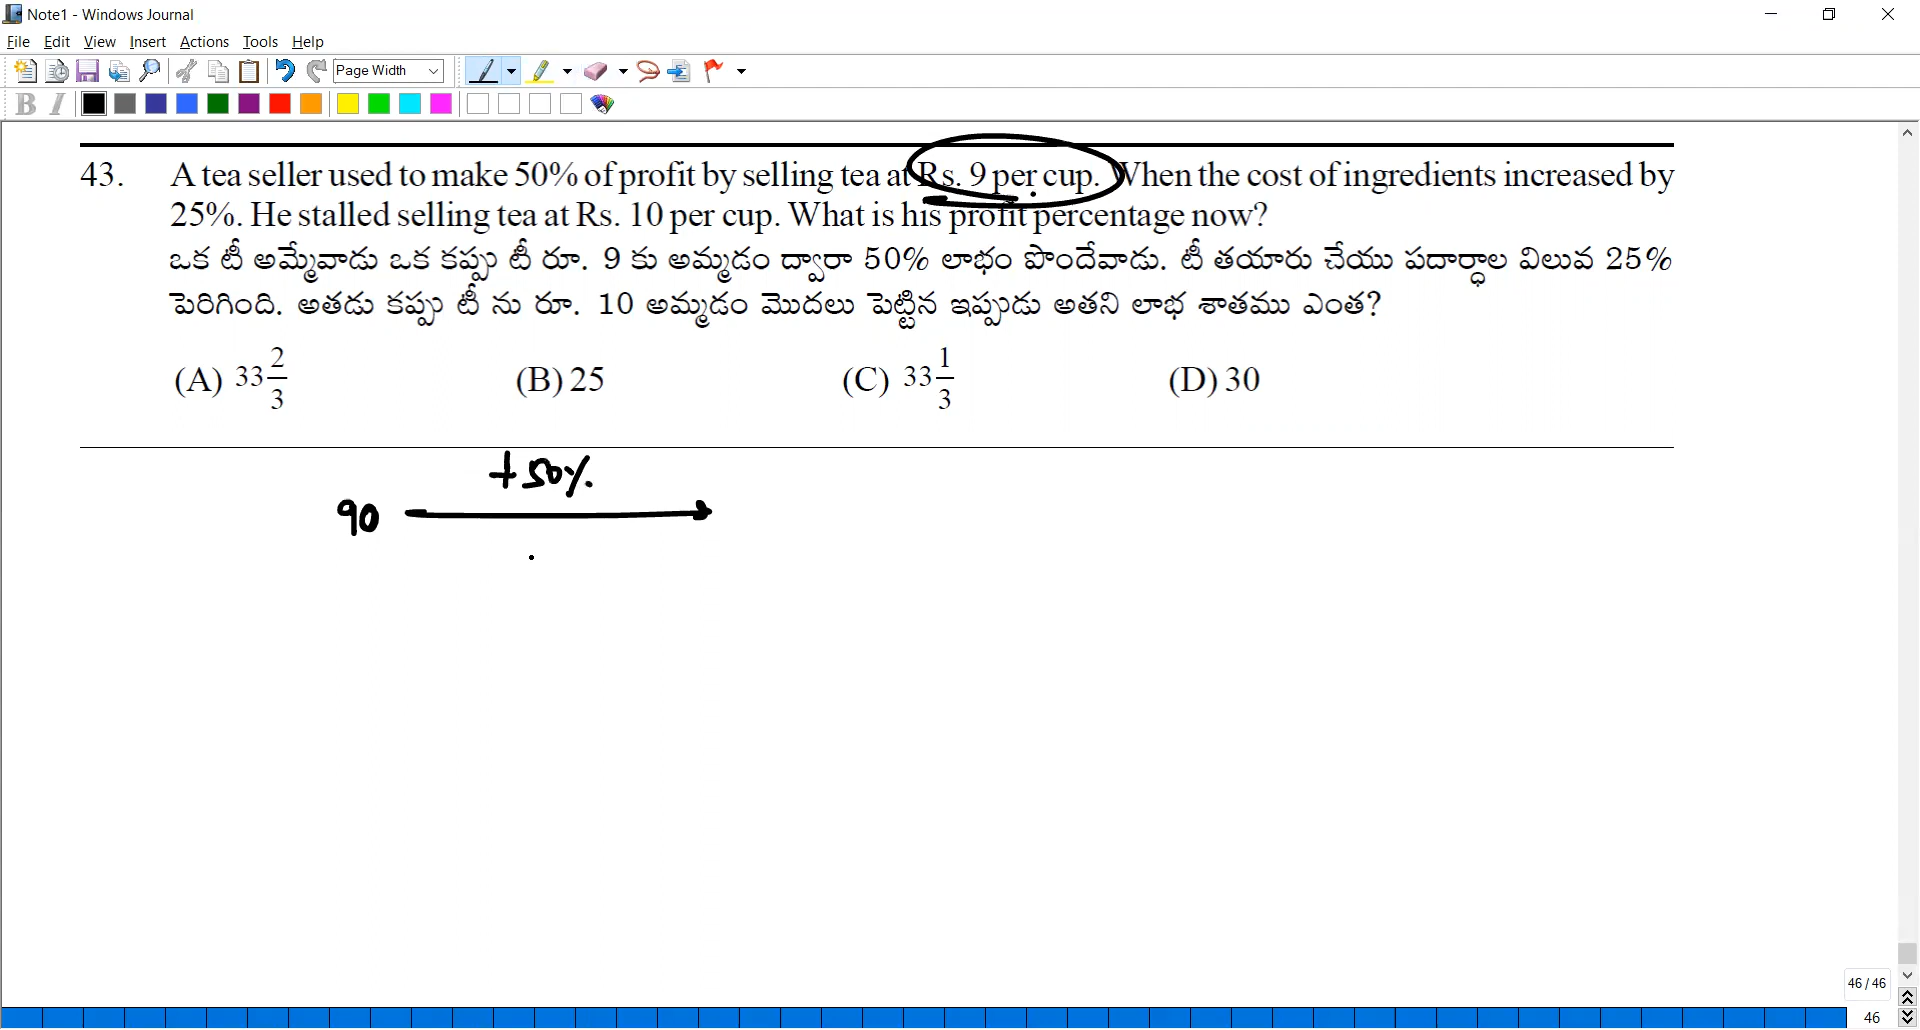 Note1 - Windows Journal
File Edit View Insert Actions Tools Help
Page Width
B I
43. A tea seller used to make 50% of profit by selling tea at Rs. 9 per cup. When the cost of ingredients increased by
25%. He stalled selling tea at Rs. 10 per cup. What is his profit percentage now?
ఒక టీ అమ్మేవాడు ఒక కప్పు టీ రూ. 9 కు అమ్మడం ద్వారా 50% లాభం పొందేవాడు. టీ తయారు చేయు పదార్ధాల విలువ 25%
పెరిగింది. అతడు కప్పు టీ ను రూ. 10 అమ్మడం మొదలు పెట్టిన ఇప్పుడు అతని లాభ శాతము ఎంత?
(A) 33 2/3 (B) 25 (C) 33 1/3 (D) 30
+50%
90
46 / 46
46